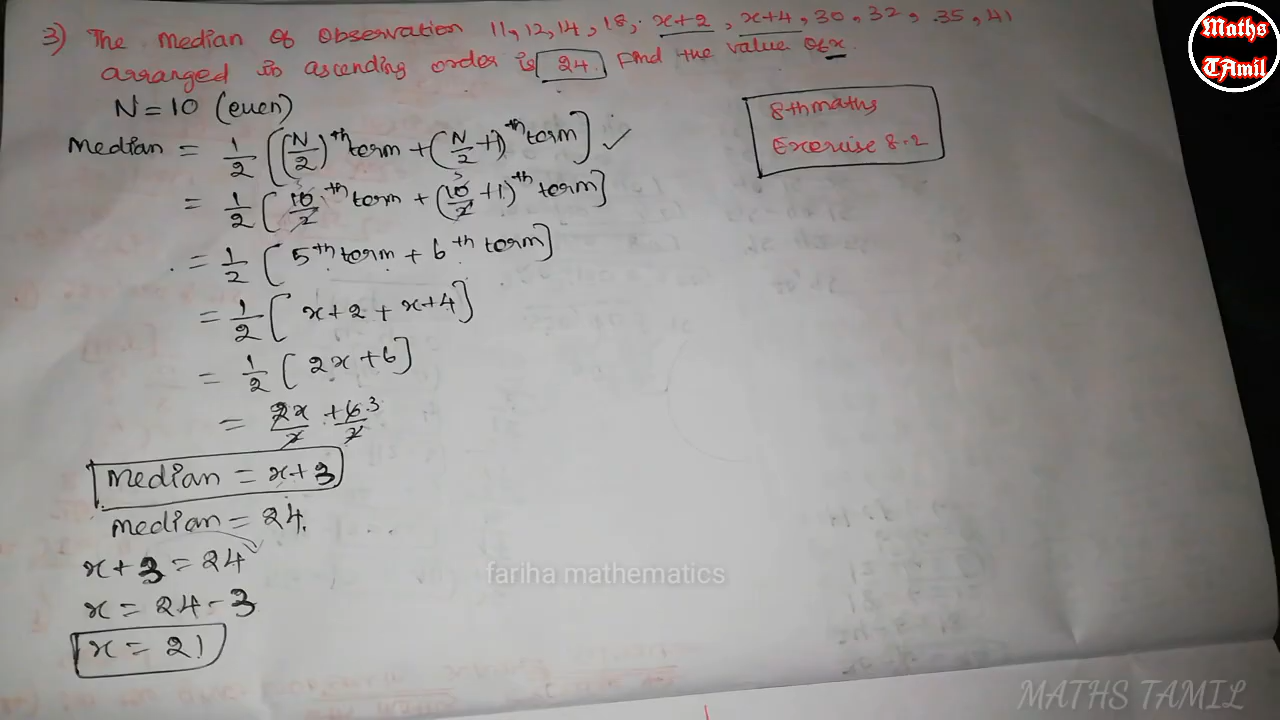 3) The Median of Observation 11, 12, 14, 18, x+2, x+4, 30, 32, 35, 41
arranged in ascending order is 24. Find the value of x.
N = 10 (even)
Median = 1/2 [(N/2)th term + (N/2 + 1)th term] ✓
= 1/2 [10/2 th term + (10/2 + 1)th term]
= 1/2 [5th term + 6th term]
= 1/2 [x+2 + x+4]
= 1/2 [2x + 6]
= 2x/2 + 6/2 3
Median = x + 3
median = 24.
x + 3 = 24
x = 24 - 3
x = 21
8th maths
Exercise 8.2
Maths
TAmil
fariha mathematics
MATHS TAMIL